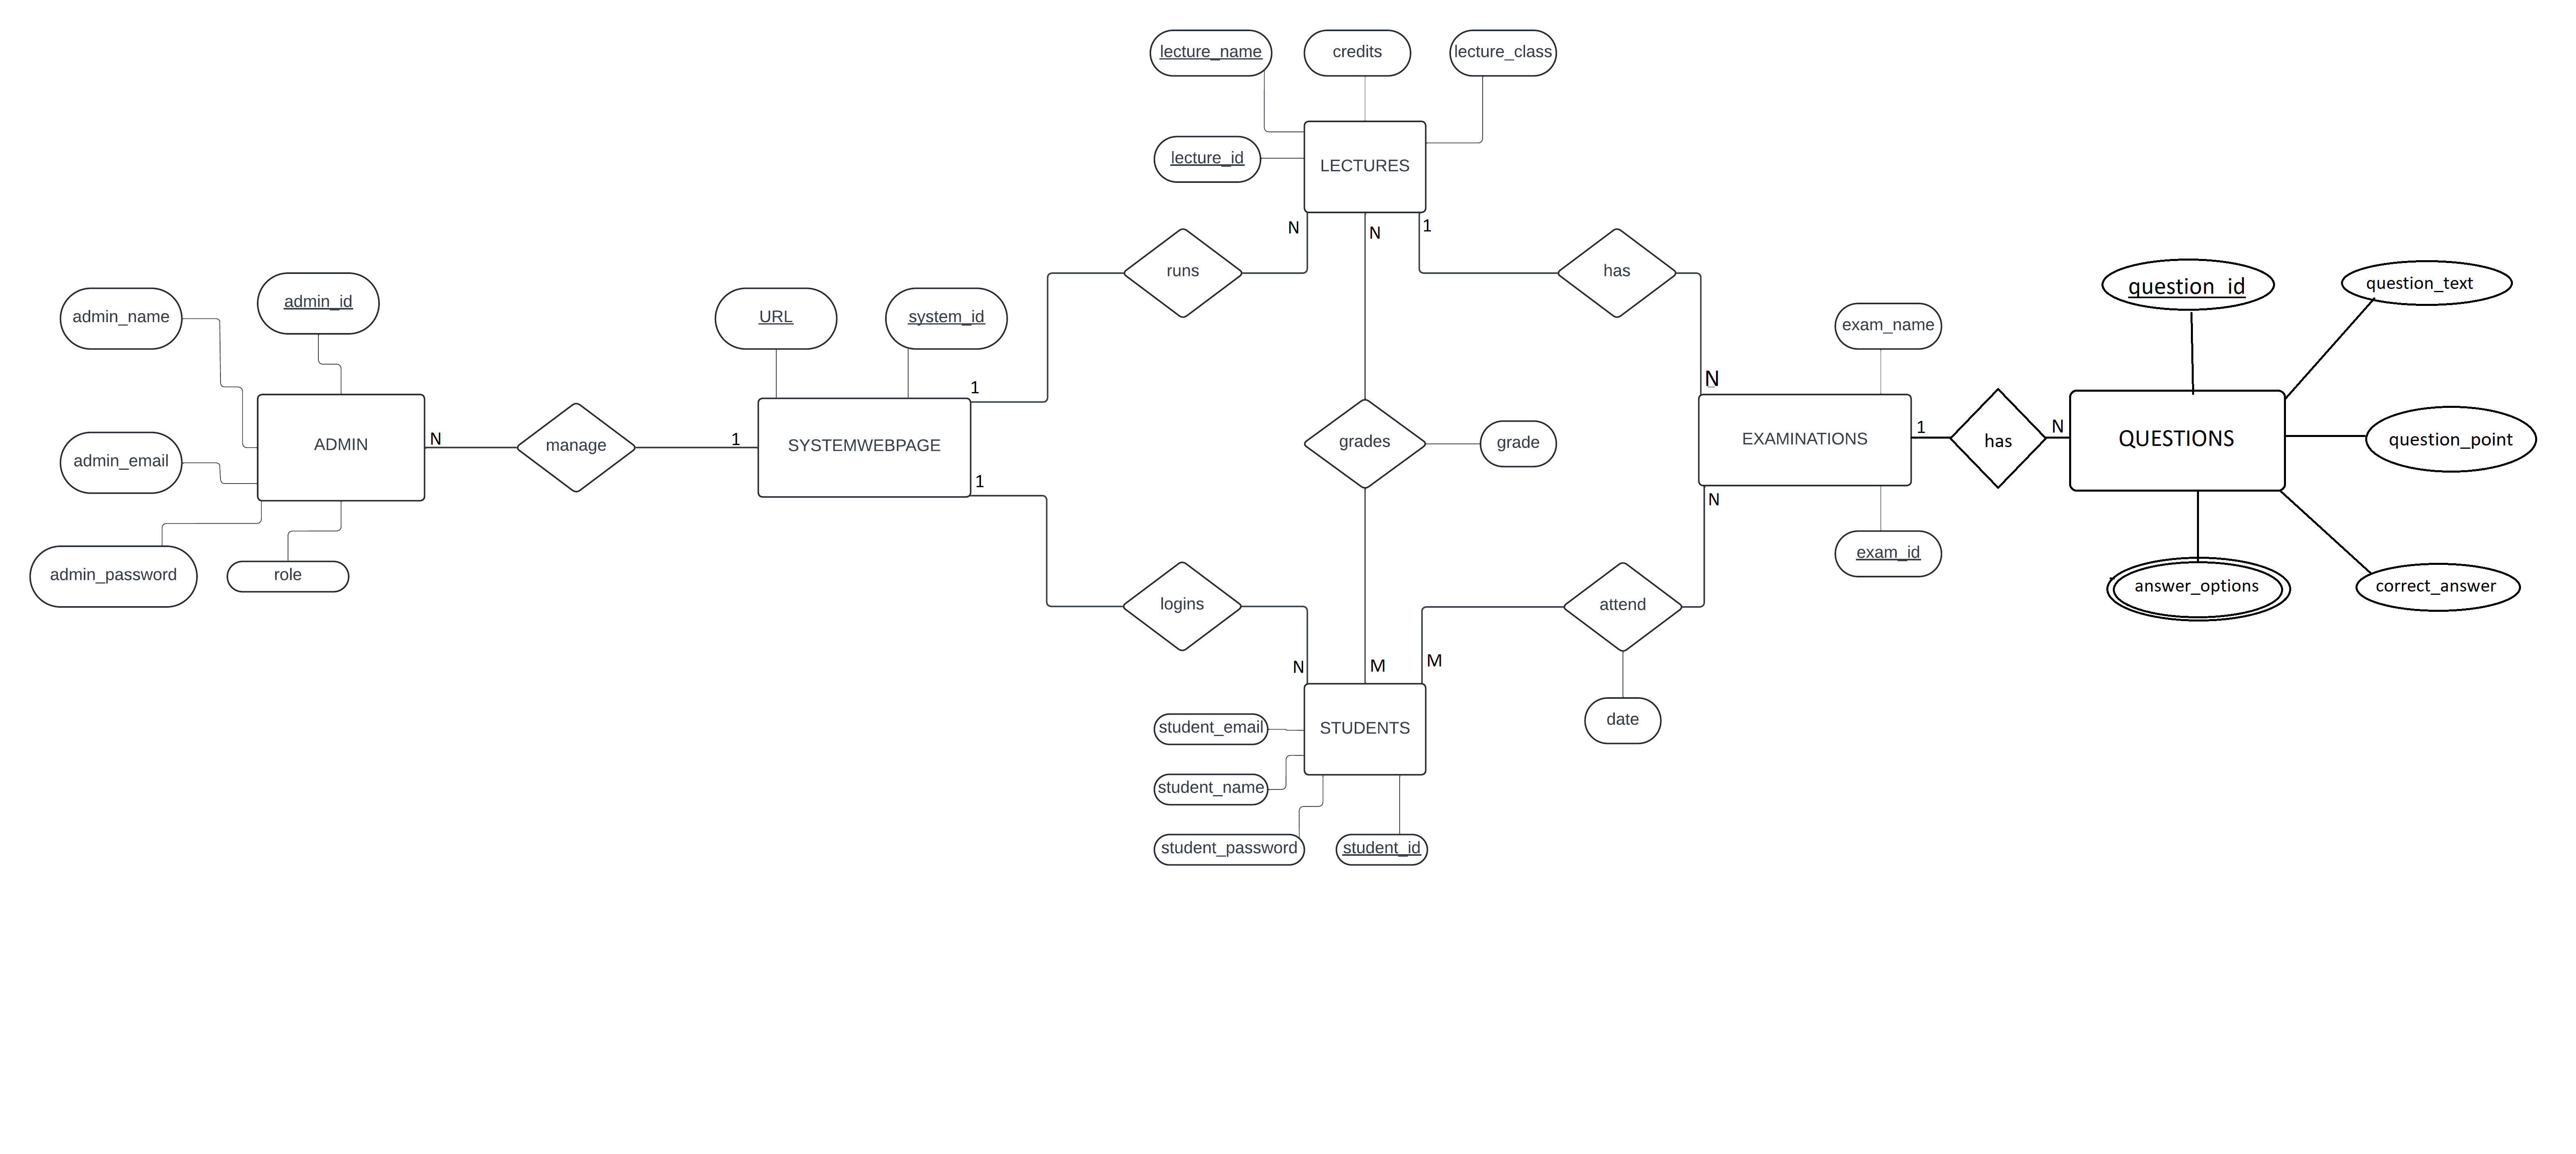 lecture_name
credits
lecture_class
lecture_id
LECTURES
N
N
1
runs
has
admin_name
admin_id
URL
system_id
exam_name
question_id
question_text
1
N
ADMIN
N
manage
1
SYSTEMWEBPAGE
grades
grade
EXAMINATIONS
1
has
N
QUESTIONS
question_point
admin_email
1
N
exam_id
admin_password
role
logins
attend
answer_options
correct_answer
N
M
M
student_email
STUDENTS
date
student_name
student_password
student_id